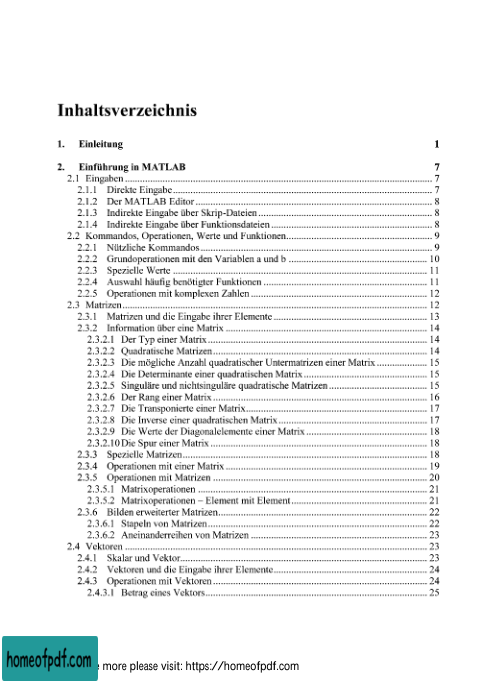 Inhaltsverzeichnis
1. Einleitung 1
2. Einführung in MATLAB 7
2.1 Eingaben 7
2.1.1 Direkte Eingabe 7
2.1.2 Der MATLAB Editor 8
2.1.3 Indirekte Eingabe über Skrip-Dateien 8
2.1.4 Indirekte Eingabe über Funktionsdateien 8
2.2 Kommandos, Operationen, Werte und Funktionen 9
2.2.1 Nützliche Kommandos 9
2.2.2 Grundoperationen mit den Variablen a und b 10
2.2.3 Spezielle Werte 11
2.2.4 Auswahl häufig benötigter Funktionen 11
2.2.5 Operationen mit komplexen Zahlen 12
2.3 Matrizen 12
2.3.1 Matrizen und die Eingabe ihrer Elemente 13
2.3.2 Information über eine Matrix 14
2.3.2.1 Der Typ einer Matrix 14
2.3.2.2 Quadratische Matrizen 14
2.3.2.3 Die mögliche Anzahl quadratischer Untermatrizen einer Matrix 15
2.3.2.4 Die Determinante einer quadratischen Matrix 15
2.3.2.5 Singuläre und nichtsinguläre quadratische Matrizen 15
2.3.2.6 Der Rang einer Matrix 16
2.3.2.7 Die Transponierte einer Matrix 17
2.3.2.8 Die Inverse einer quadratischen Matrix 17
2.3.2.9 Die Werte der Diagonalelemente einer Matrix 18
2.3.2.10 Die Spur einer Matrix 18
2.3.3 Spezielle Matrizen 18
2.3.4 Operationen mit einer Matrix 19
2.3.5 Operationen mit Matrizen 20
2.3.5.1 Matrixoperationen 21
2.3.5.2 Matrixoperationen – Element mit Element 21
2.3.6 Bilden erweiterter Matrizen 22
2.3.6.1 Stapeln von Matrizen 22
2.3.6.2 Aneinanderreihen von Matrizen 23
2.4 Vektoren 23
2.4.1 Skalar und Vektor 23
2.4.2 Vektoren und die Eingabe ihrer Elemente 24
2.4.3 Operationen mit Vektoren 24
2.4.3.1 Betrag eines Vektors 25
homeofpdf.com more please visit: https://homeofpdf.com